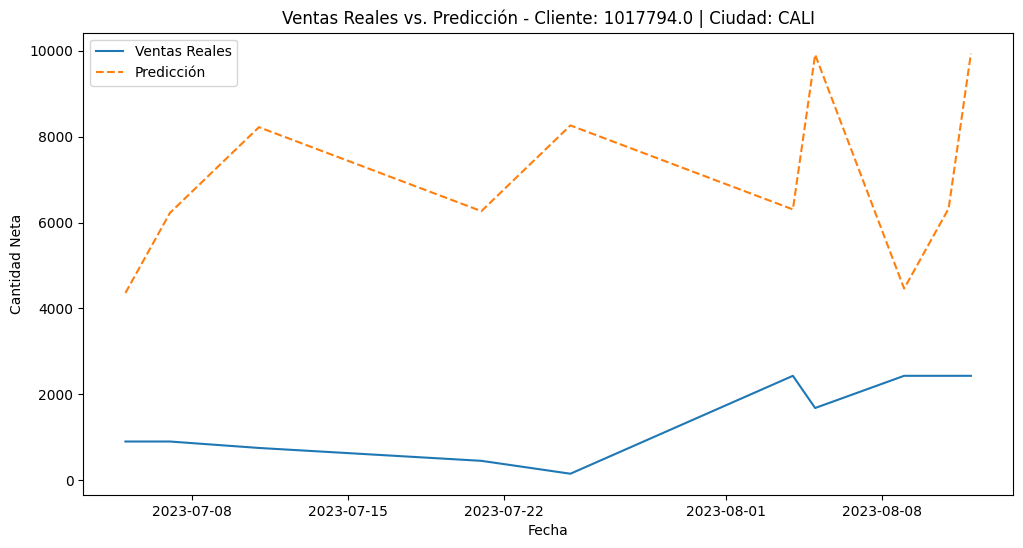 Ventas Reales vs. Predicción - Cliente: 1017794.0 | Ciudad: CALI
Ventas Reales
Predicción
10000
8000
6000
4000
2000
0
Cantidad Neta
2023-07-08
2023-07-15
2023-07-22
2023-08-01
2023-08-08
Fecha